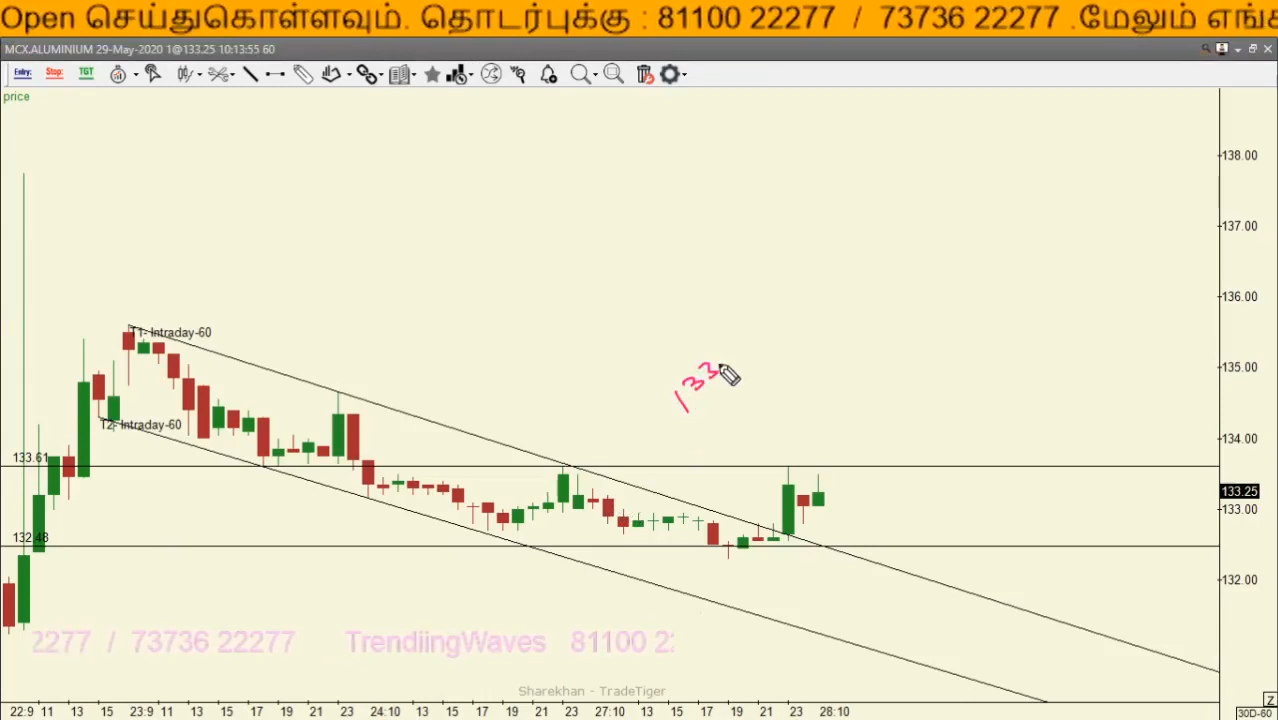 Open செய்துகொள்ளவும். தொடர்புக்கு : 81100 22277 / 73736 22277 .மேலும்
MCX.ALUMINIUM 29-May-2020 1@133.25 10:13:55 60
Entry: Stop: TGT
price
138.00
137.00
136.00
T1- Intraday-60
135.00
133
T2- Intraday-60
134.00
133.61
133.25
133.00
132.48
132.00
2277 / 73736 22277 TrendiingWaves 81100 22
Sharekhan - TradeTiger
22:9 11 13 15 23:9 11 13 15 17 19 21 23 24:10 15 17 19 21 23 27:10 13 15 17 19 21 23 28:10
Z
30D-60